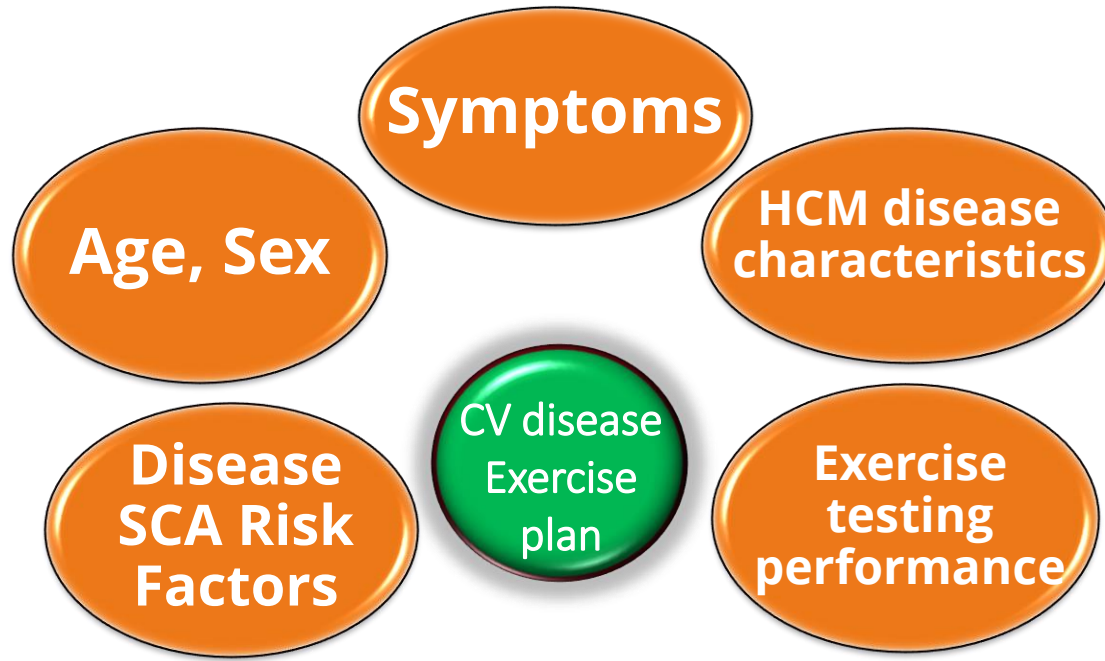 Symptoms
Age, Sex
HCM disease
characteristics
CV disease
Exercise
plan
Disease
SCA Risk
Factors
Exercise
testing
performance